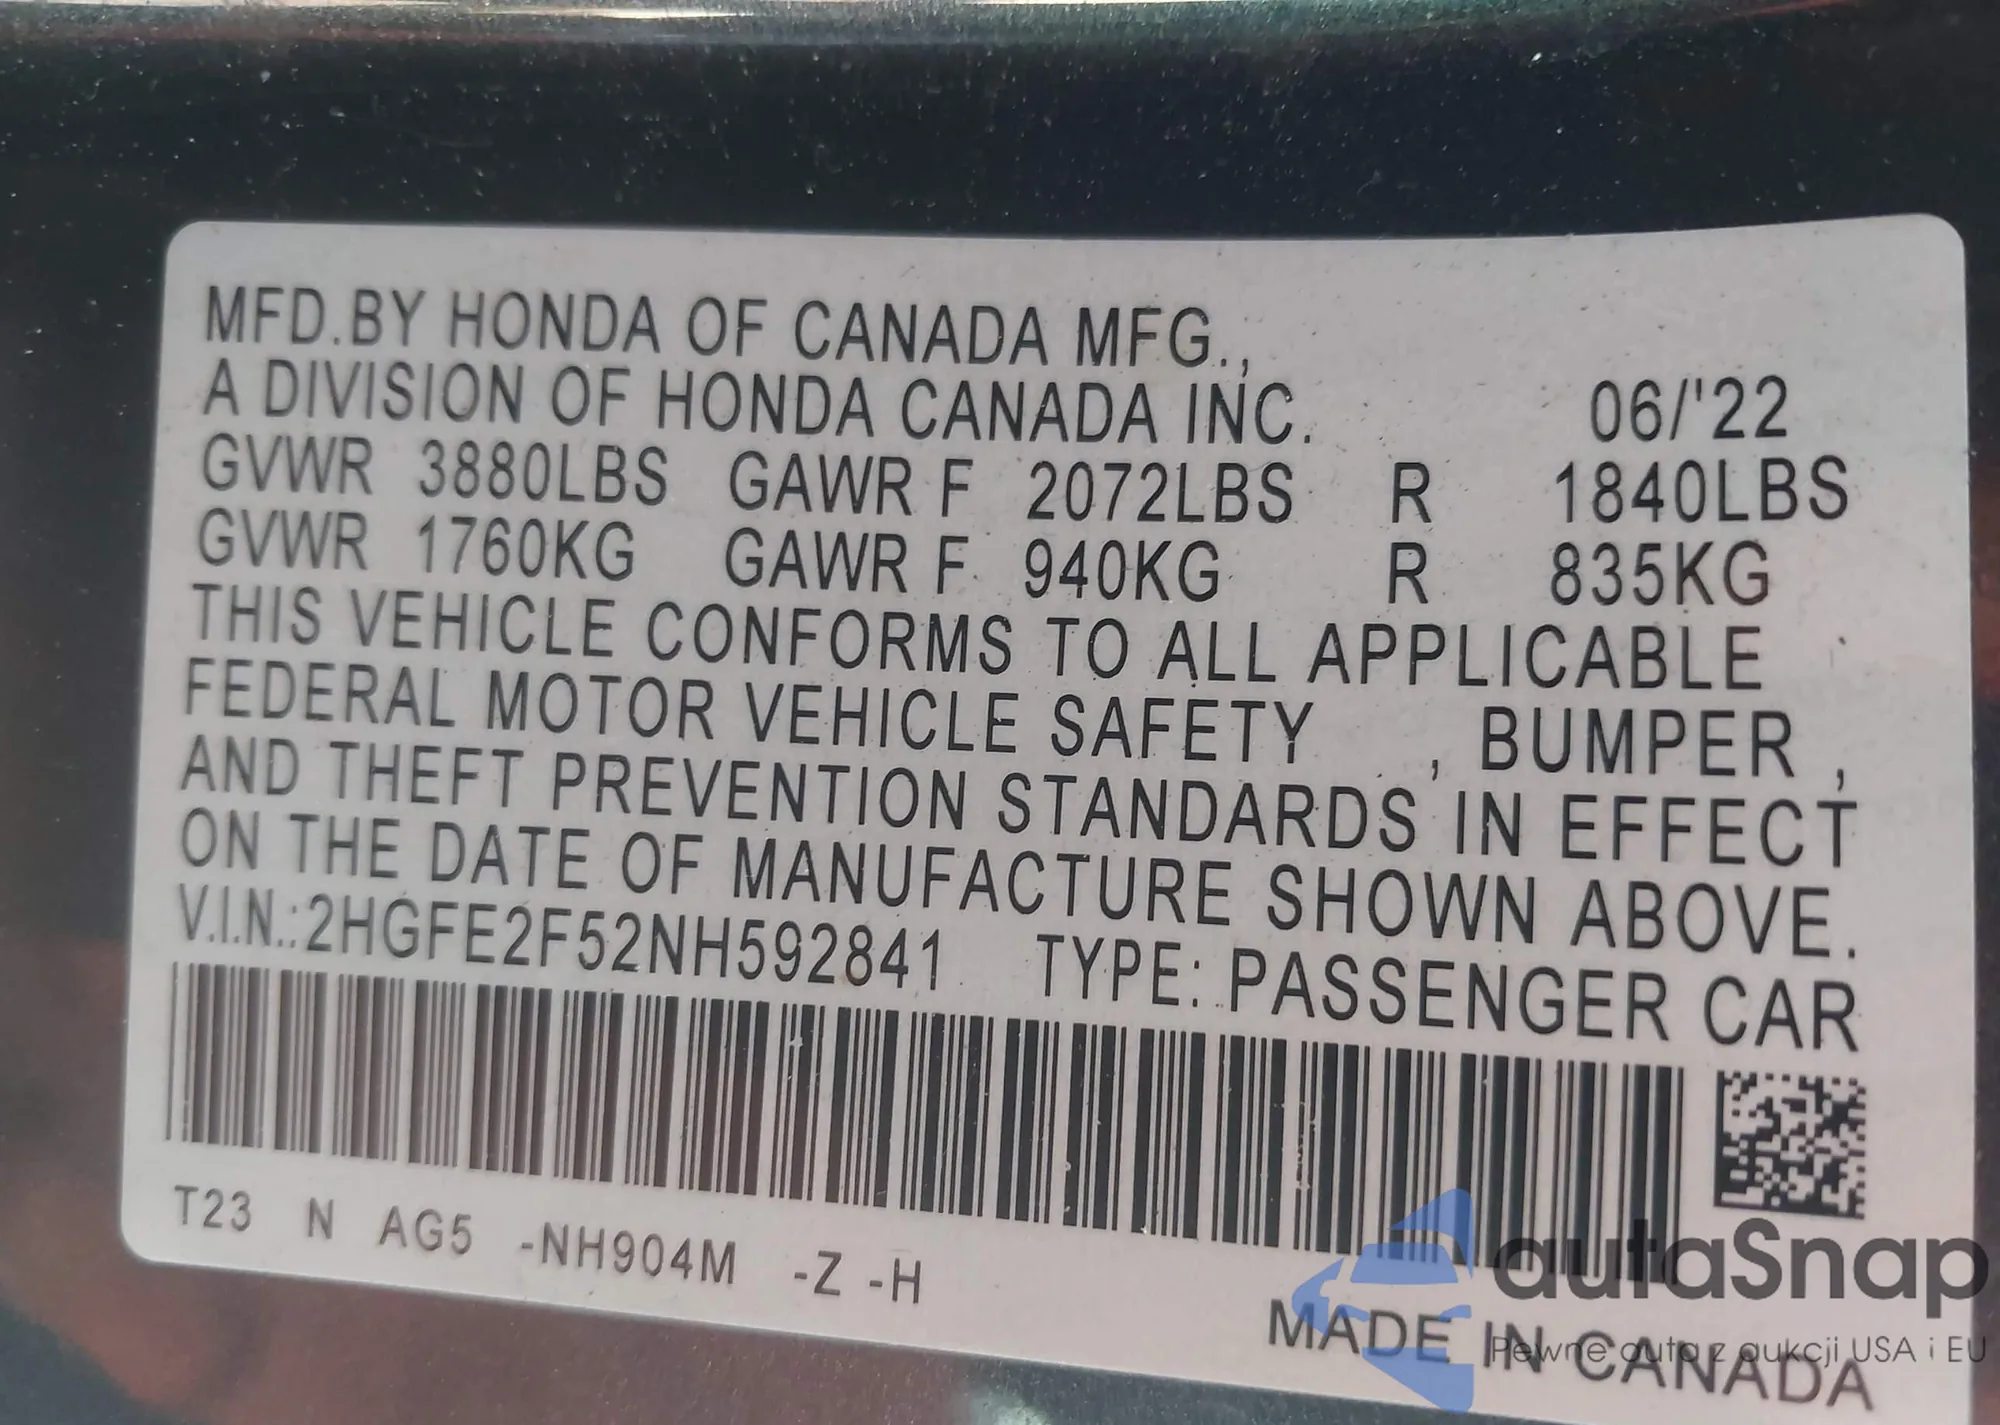 MFD.BY HONDA OF CANADA MFG.,
A DIVISION OF HONDA CANADA INC. 06/'22
GVWR 3880LBS GAWR F 2072LBS R 1840LBS
GVWR 1760KG GAWR F 940KG R 835KG
THIS VEHICLE CONFORMS TO ALL APPLICABLE
FEDERAL MOTOR VEHICLE SAFETY , BUMPER ,
AND THEFT PREVENTION STANDARDS IN EFFECT
ON THE DATE OF MANUFACTURE SHOWN ABOVE.
V.I.N.:2HGFE2F52NH592841 TYPE: PASSENGER CAR
T23 N AG5 -NH904M -Z -H
MADE IN CANADA
autaSnap
Pewne auta z aukcji USA i EU